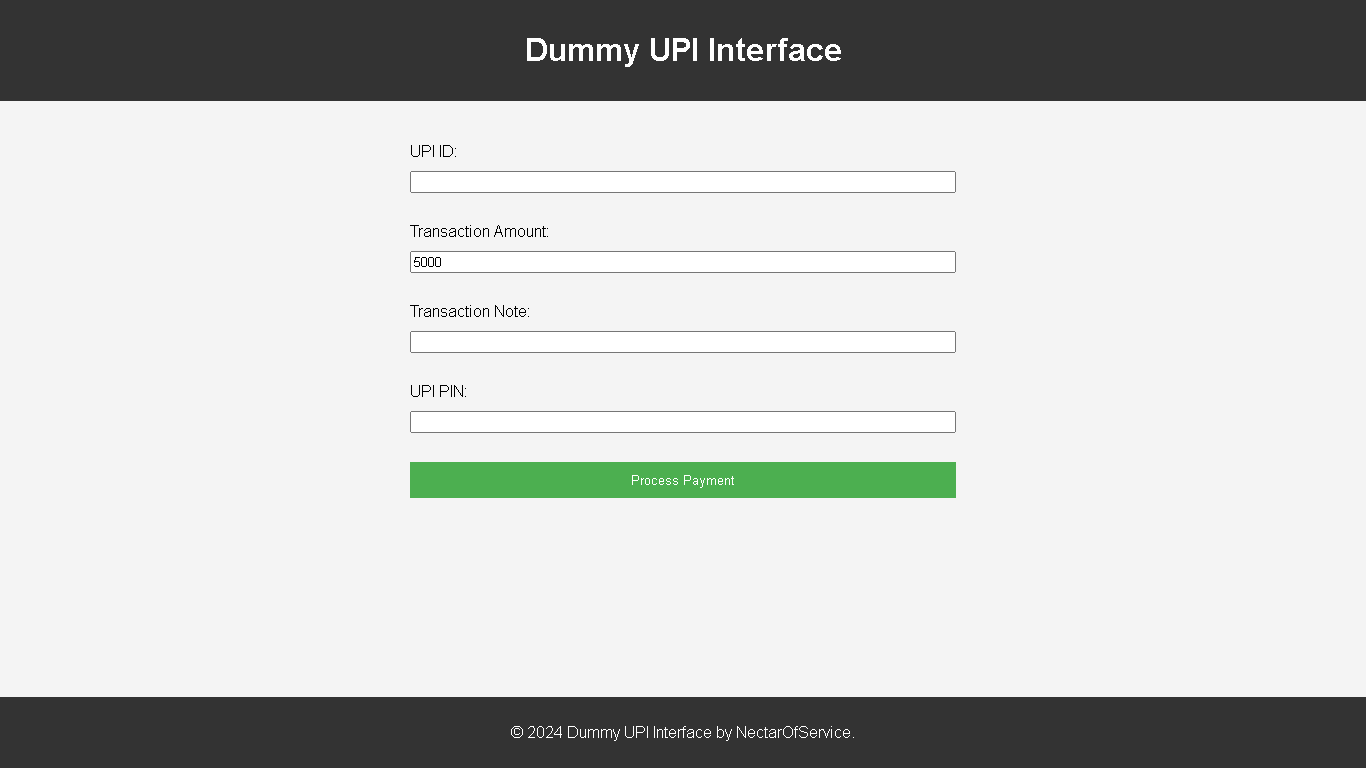 Dummy UPI Interface
UPI ID:
Transaction Amount:
5000
Transaction Note:
UPI PIN:
Process Payment
© 2024 Dummy UPI Interface by NectarOfService.